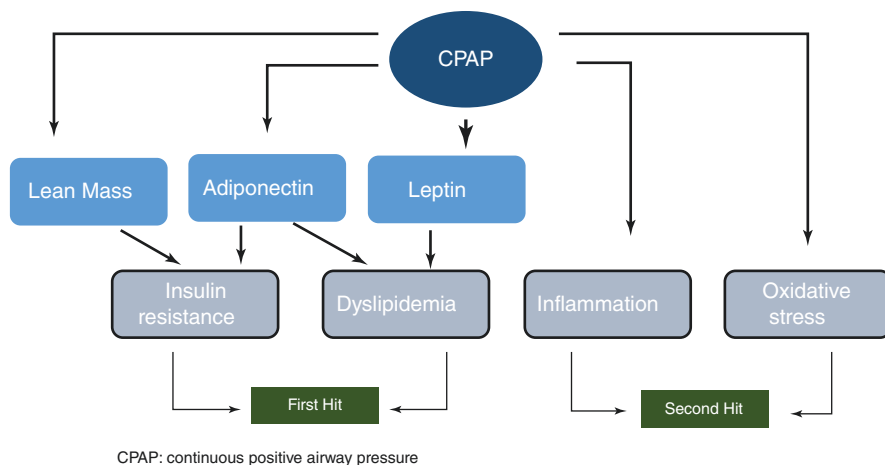 CPAP
Lean Mass
Adiponectin
Leptin
Insulin
resistance
Dyslipidemia
Inflammation
Oxidative
stress
First Hit
Second Hit
CPAP: continuous positive airway pressure